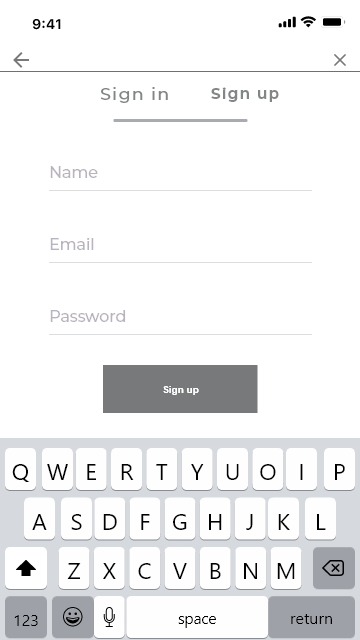 9:41
Sign in Sign up
Name
Email
Password
Sign up
Q W E R T Y U O I P
A S D F G H J K L
Z X C V B N M
123 space return